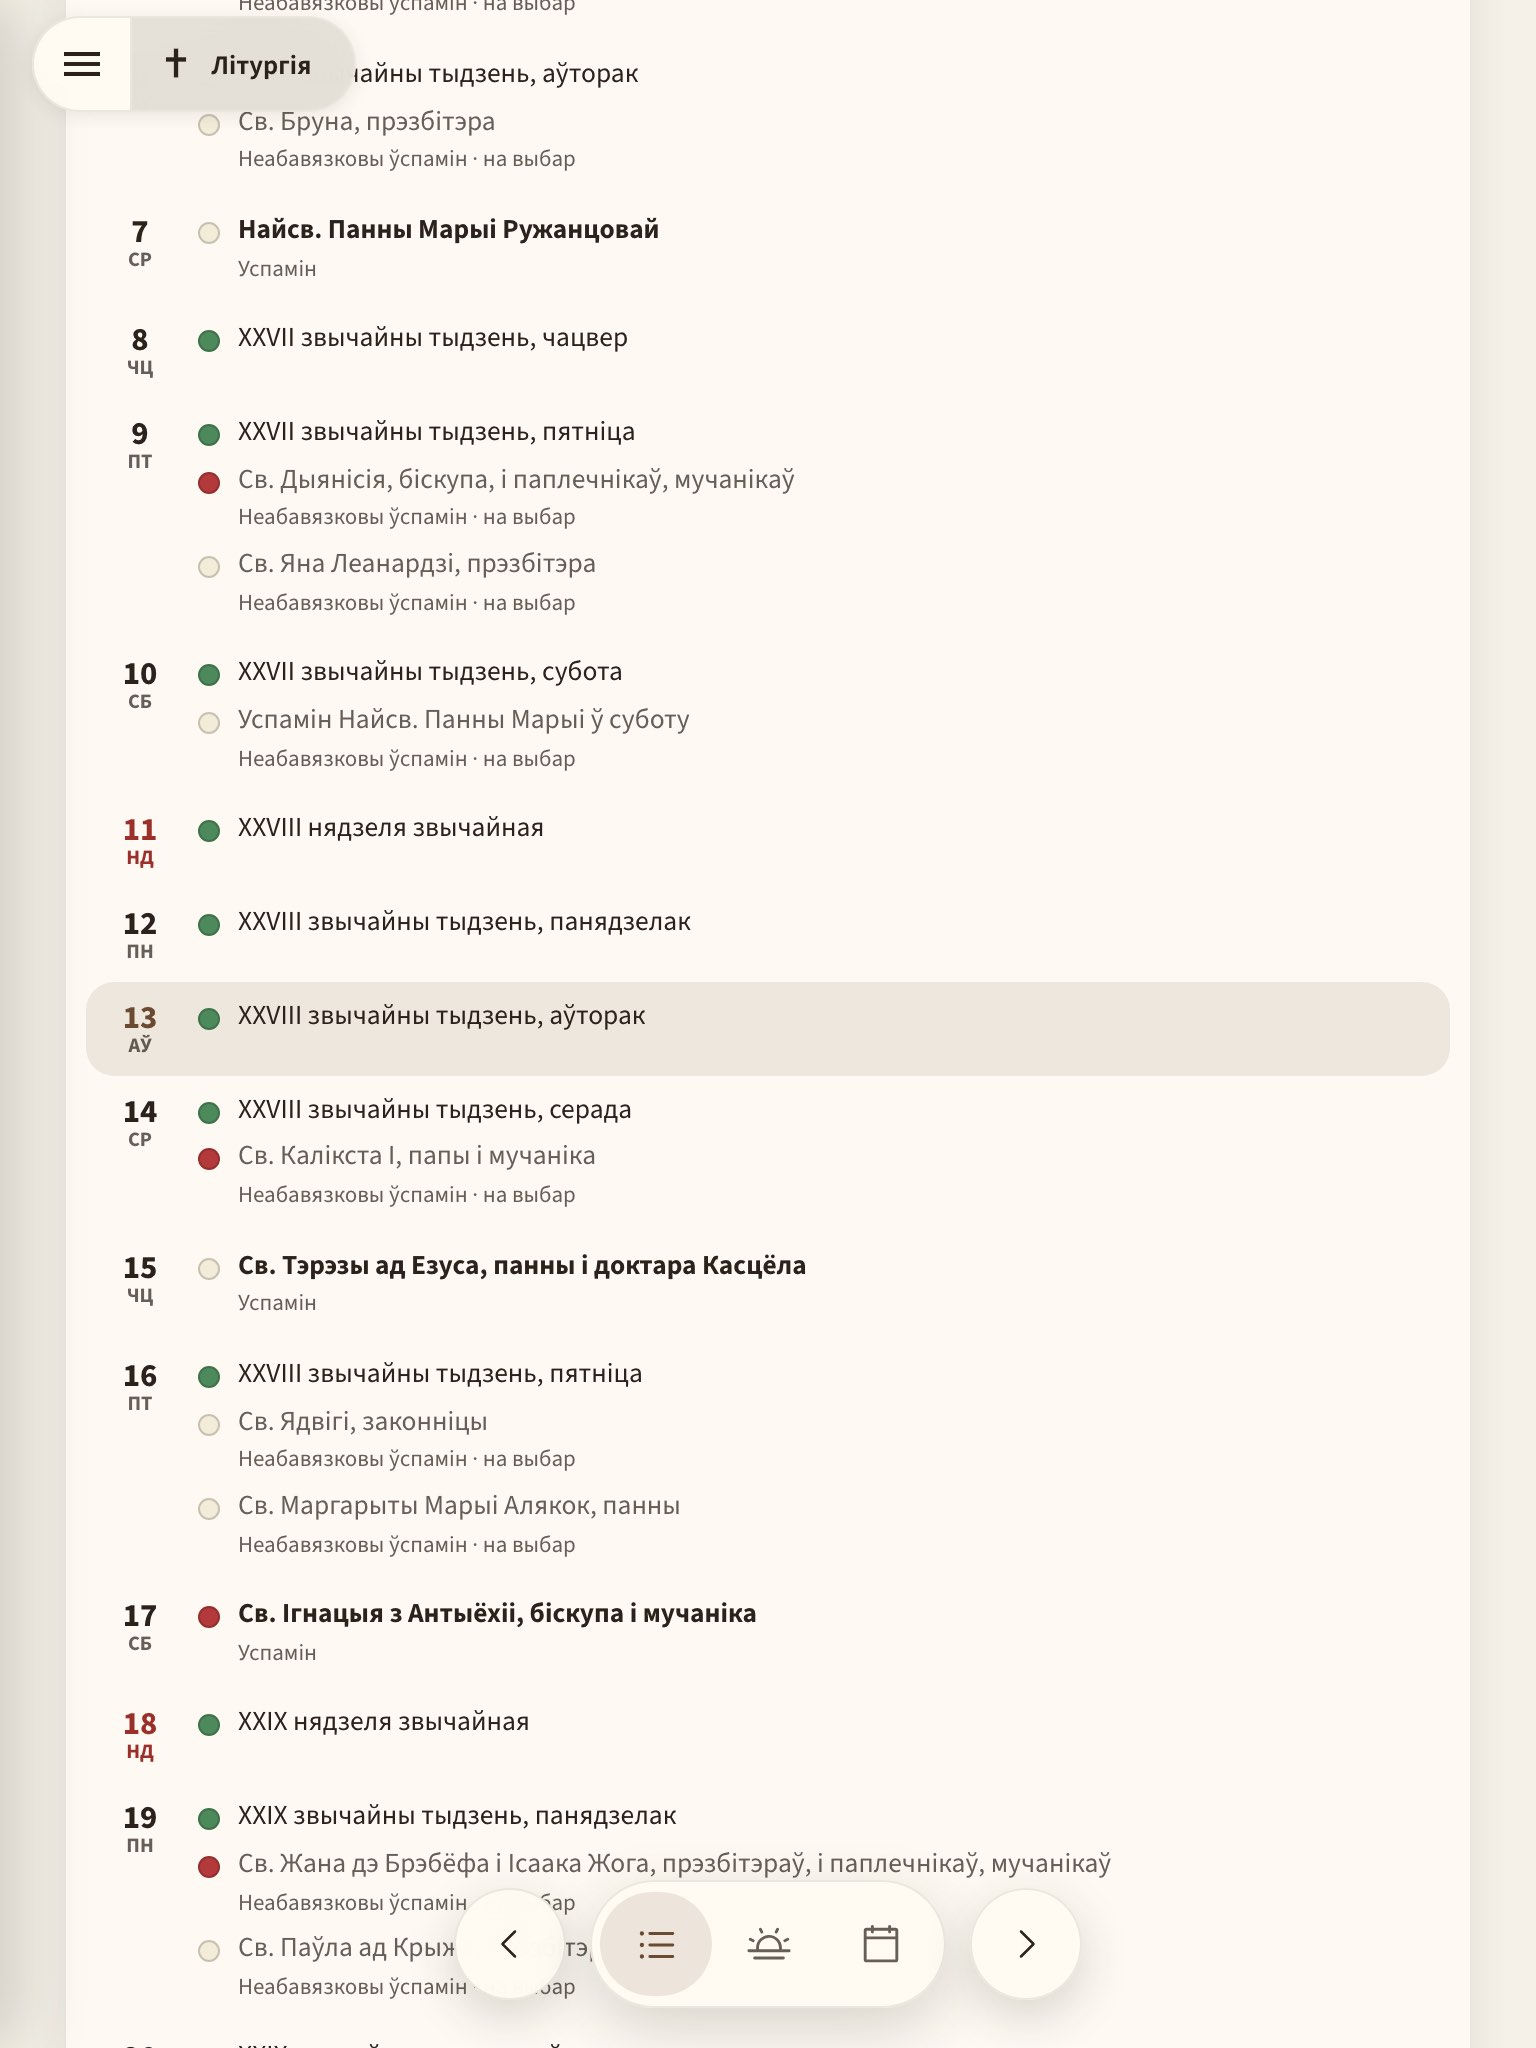 Неабавязковы ўспамін · на выбар
Літургія
тыдзень, аўторак
Св. Бруна, прэзбітэра
Неабавязковы ўспамін · на выбар
7
СР
Найсв. Панны Марыі Ружанцовай
Успамін
8
ЧЦ
XXVII звычайны тыдзень, чацвер
9
ПТ
XXVII звычайны тыдзень, пятніца
Св. Дыянісія, біскупа, і паплечнікаў, мучанікаў
Неабавязковы ўспамін · на выбар
Св. Яна Леанардзі, прэзбітэра
Неабавязковы ўспамін · на выбар
10
СБ
XXVII звычайны тыдзень, субота
Успамін Найсв. Панны Марыі ў суботу
Неабавязковы ўспамін · на выбар
11
НД
XXVIII нядзеля звычайная
12
ПН
XXVIII звычайны тыдзень, панядзелак
13
АЎ
XXVIII звычайны тыдзень, аўторак
14
СР
XXVIII звычайны тыдзень, серада
Св. Калікста I, папы і мучаніка
Неабавязковы ўспамін · на выбар
15
ЧЦ
Св. Тэрэзы ад Езуса, панны і доктара Касцёла
Успамін
16
ПТ
XXVIII звычайны тыдзень, пятніца
Св. Ядвігі, законніцы
Неабавязковы ўспамін · на выбар
Св. Маргарыты Марыі Алякок, панны
Неабавязковы ўспамін · на выбар
17
СБ
Св. Ігнацыя з Антыёхіі, біскупа і мучаніка
Успамін
18
НД
XXIX нядзеля звычайная
19
ПН
XXIX звычайны тыдзень, панядзелак
Св. Жана дэ Брэбёфа і Ісаака Жога, прэзбітэраў, і паплечнікаў, мучанікаў
Неабавязковы ўспамін
Св. Паўла ад
Неабавязковы ўспамін